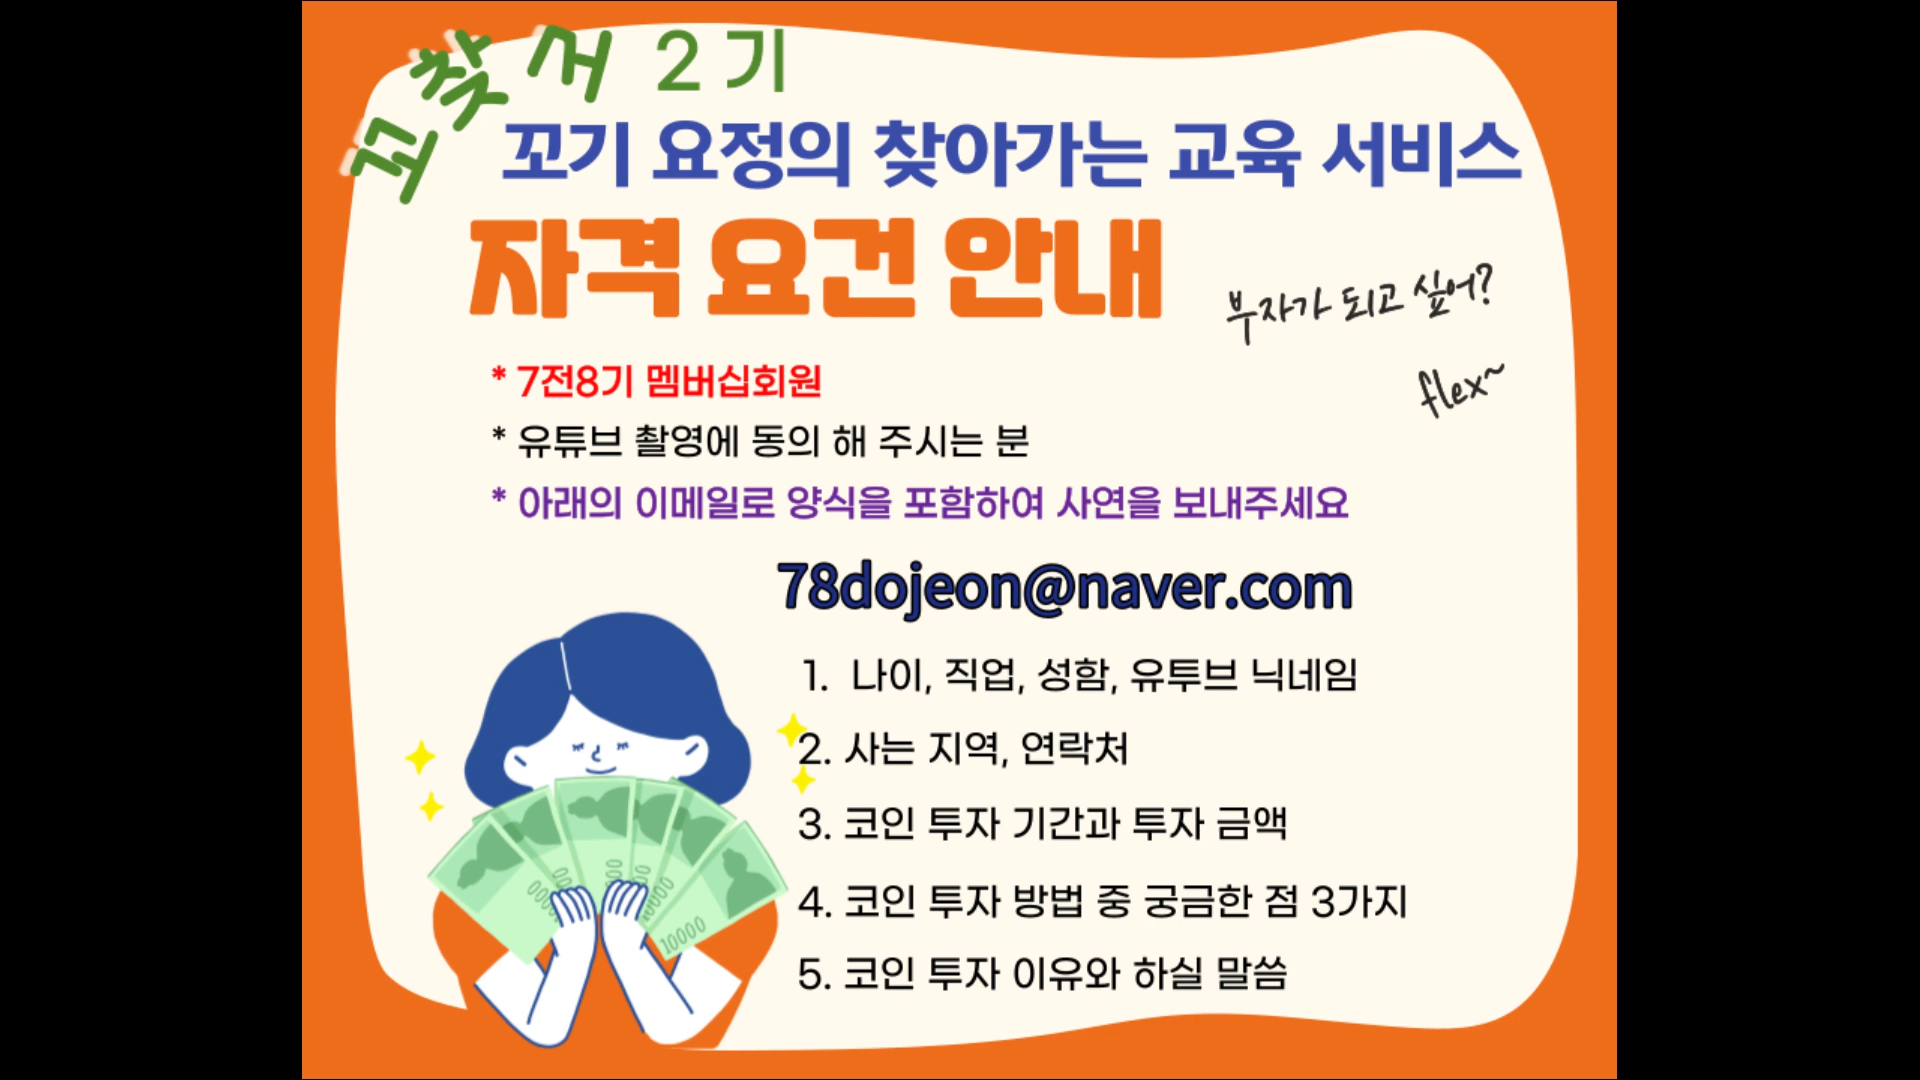 꼬찾서 2기
꼬기 요정의 찾아가는 교육 서비스
자격 요건 안내
부자가 되고 싶어?
flex~
* 7전8기 멤버십회원
* 유튜브 촬영에 동의 해 주시는 분
* 아래의 이메일로 양식을 포함하여 사연을 보내주세요
78dojeon@naver.com
1. 나이, 직업, 성함, 유투브 닉네임
2. 사는 지역, 연락처
3. 코인 투자 기간과 투자 금액
4. 코인 투자 방법 중 궁금한 점 3가지
5. 코인 투자 이유와 하실 말씀
10000